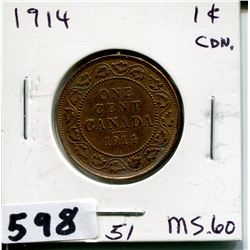 1914
1¢
CDN.
ONE
CENT
CANADA
1914
598
51
MS.60